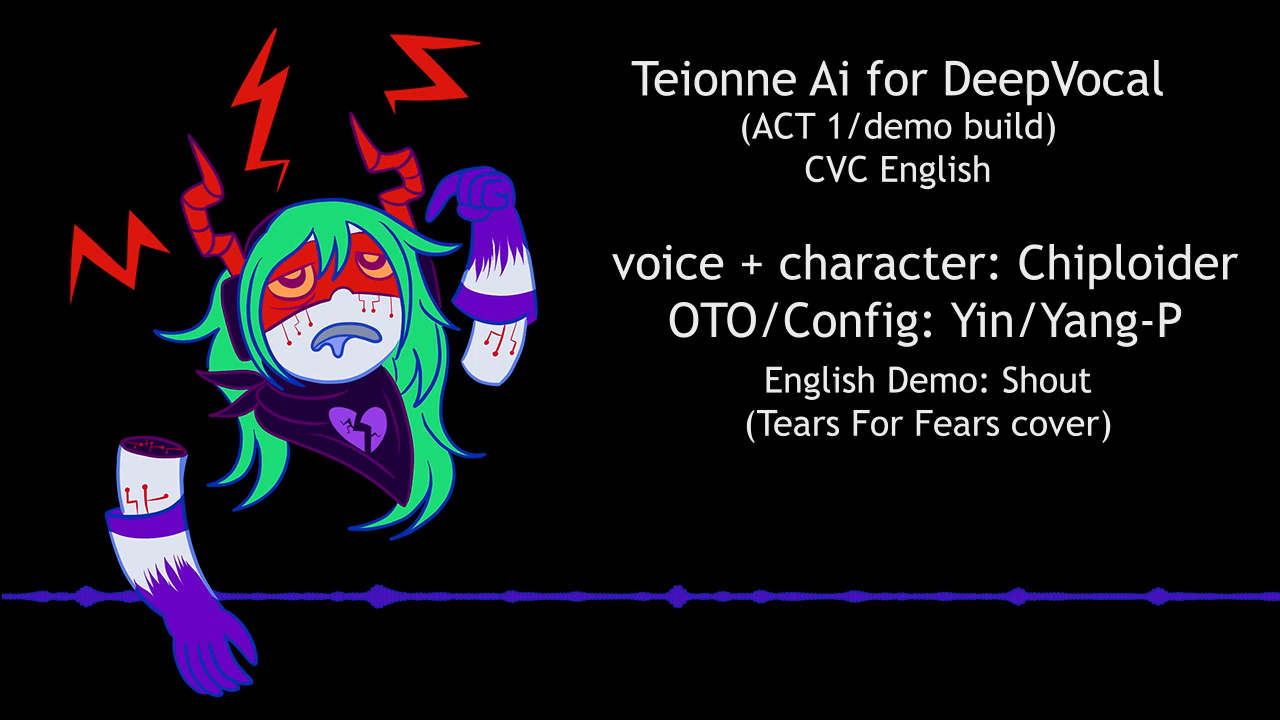 Teionne Ai for DeepVocal
(ACT 1/demo build)
CVC English
voice + character: Chiploider
OTO/Config: Yin/Yang-P
English Demo: Shout
(Tears For Fears cover)